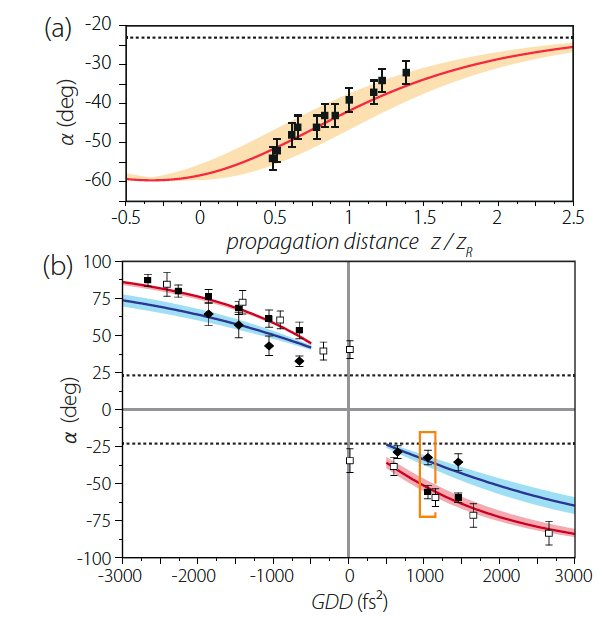 (a)
-20
-30
-40
-50
-60
α (deg)
-0.5 0 0.5 1 1.5 2 2.5
propagation distance z / z_R
(b)
100
75
50
25
0
-25
-50
-75
-100
α (deg)
-3000 -2000 -1000 0 1000 2000 3000
GDD (fs²)